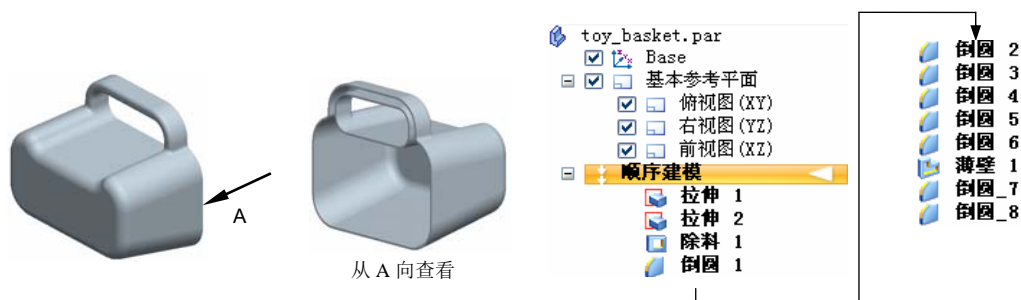 A
从 A 向查看
toy_basket.par
Base
基本参考平面
俯视图(XY)
右视图(YZ)
前视图(XZ)
顺序建模
拉伸 1
拉伸 2
除料 1
倒圆 1
倒圆 2
倒圆 3
倒圆 4
倒圆 5
倒圆 6
薄壁 1
倒圆_7
倒圆_8